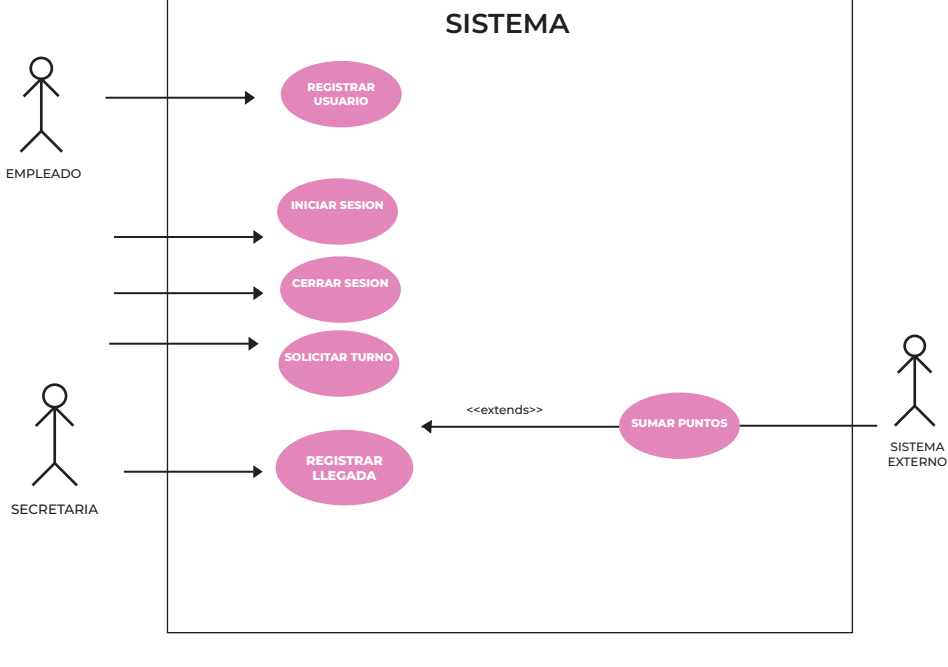 SISTEMA
REGISTRAR
USUARIO
EMPLEADO
INICIAR SESION
CERRAR SESION
SOLICITAR TURNO
<<extends>>
SUMAR PUNTOS
SISTEMA
EXTERNO
REGISTRAR
LLEGADA
SECRETARIA